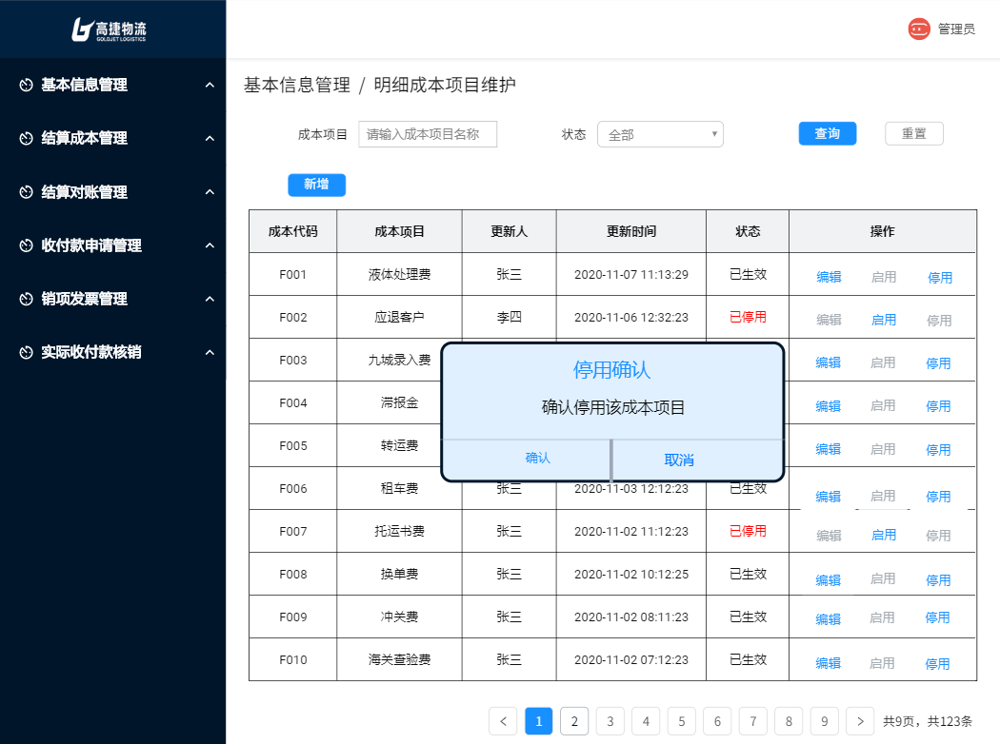 高捷物流
GOLDJET LOGISTICS
管理员
基本信息管理
结算成本管理
结算对账管理
收付款申请管理
销项发票管理
实际收付款核销
基本信息管理 / 明细成本项目维护
成本项目 请输入成本项目名称 状态 全部 查询 重置
新增
成本代码 成本项目 更新人 更新时间 状态 操作
F001 液体处理费 张三 2020-11-07 11:13:29 已生效 编辑 启用 停用
F002 应退客户 李四 2020-11-06 12:32:23 已停用 编辑 启用 停用
F003 九城录入费 编辑 启用 停用
F004 滞报金 编辑 启用 停用
F005 转运费 编辑 启用 停用
停用确认
确认停用该成本项目
确认 取消
F006 租车费 张三 2020-11-03 12:12:23 已生效 编辑 启用 停用
F007 托运书费 张三 2020-11-02 11:12:23 已停用 编辑 启用 停用
F008 换单费 张三 2020-11-02 10:12:25 已生效 编辑 启用 停用
F009 冲关费 张三 2020-11-02 08:11:23 已生效 编辑 启用 停用
F010 海关查验费 张三 2020-11-02 07:12:23 已生效 编辑 启用 停用
< 1 2 3 4 5 6 7 8 9 > 共9页，共123条